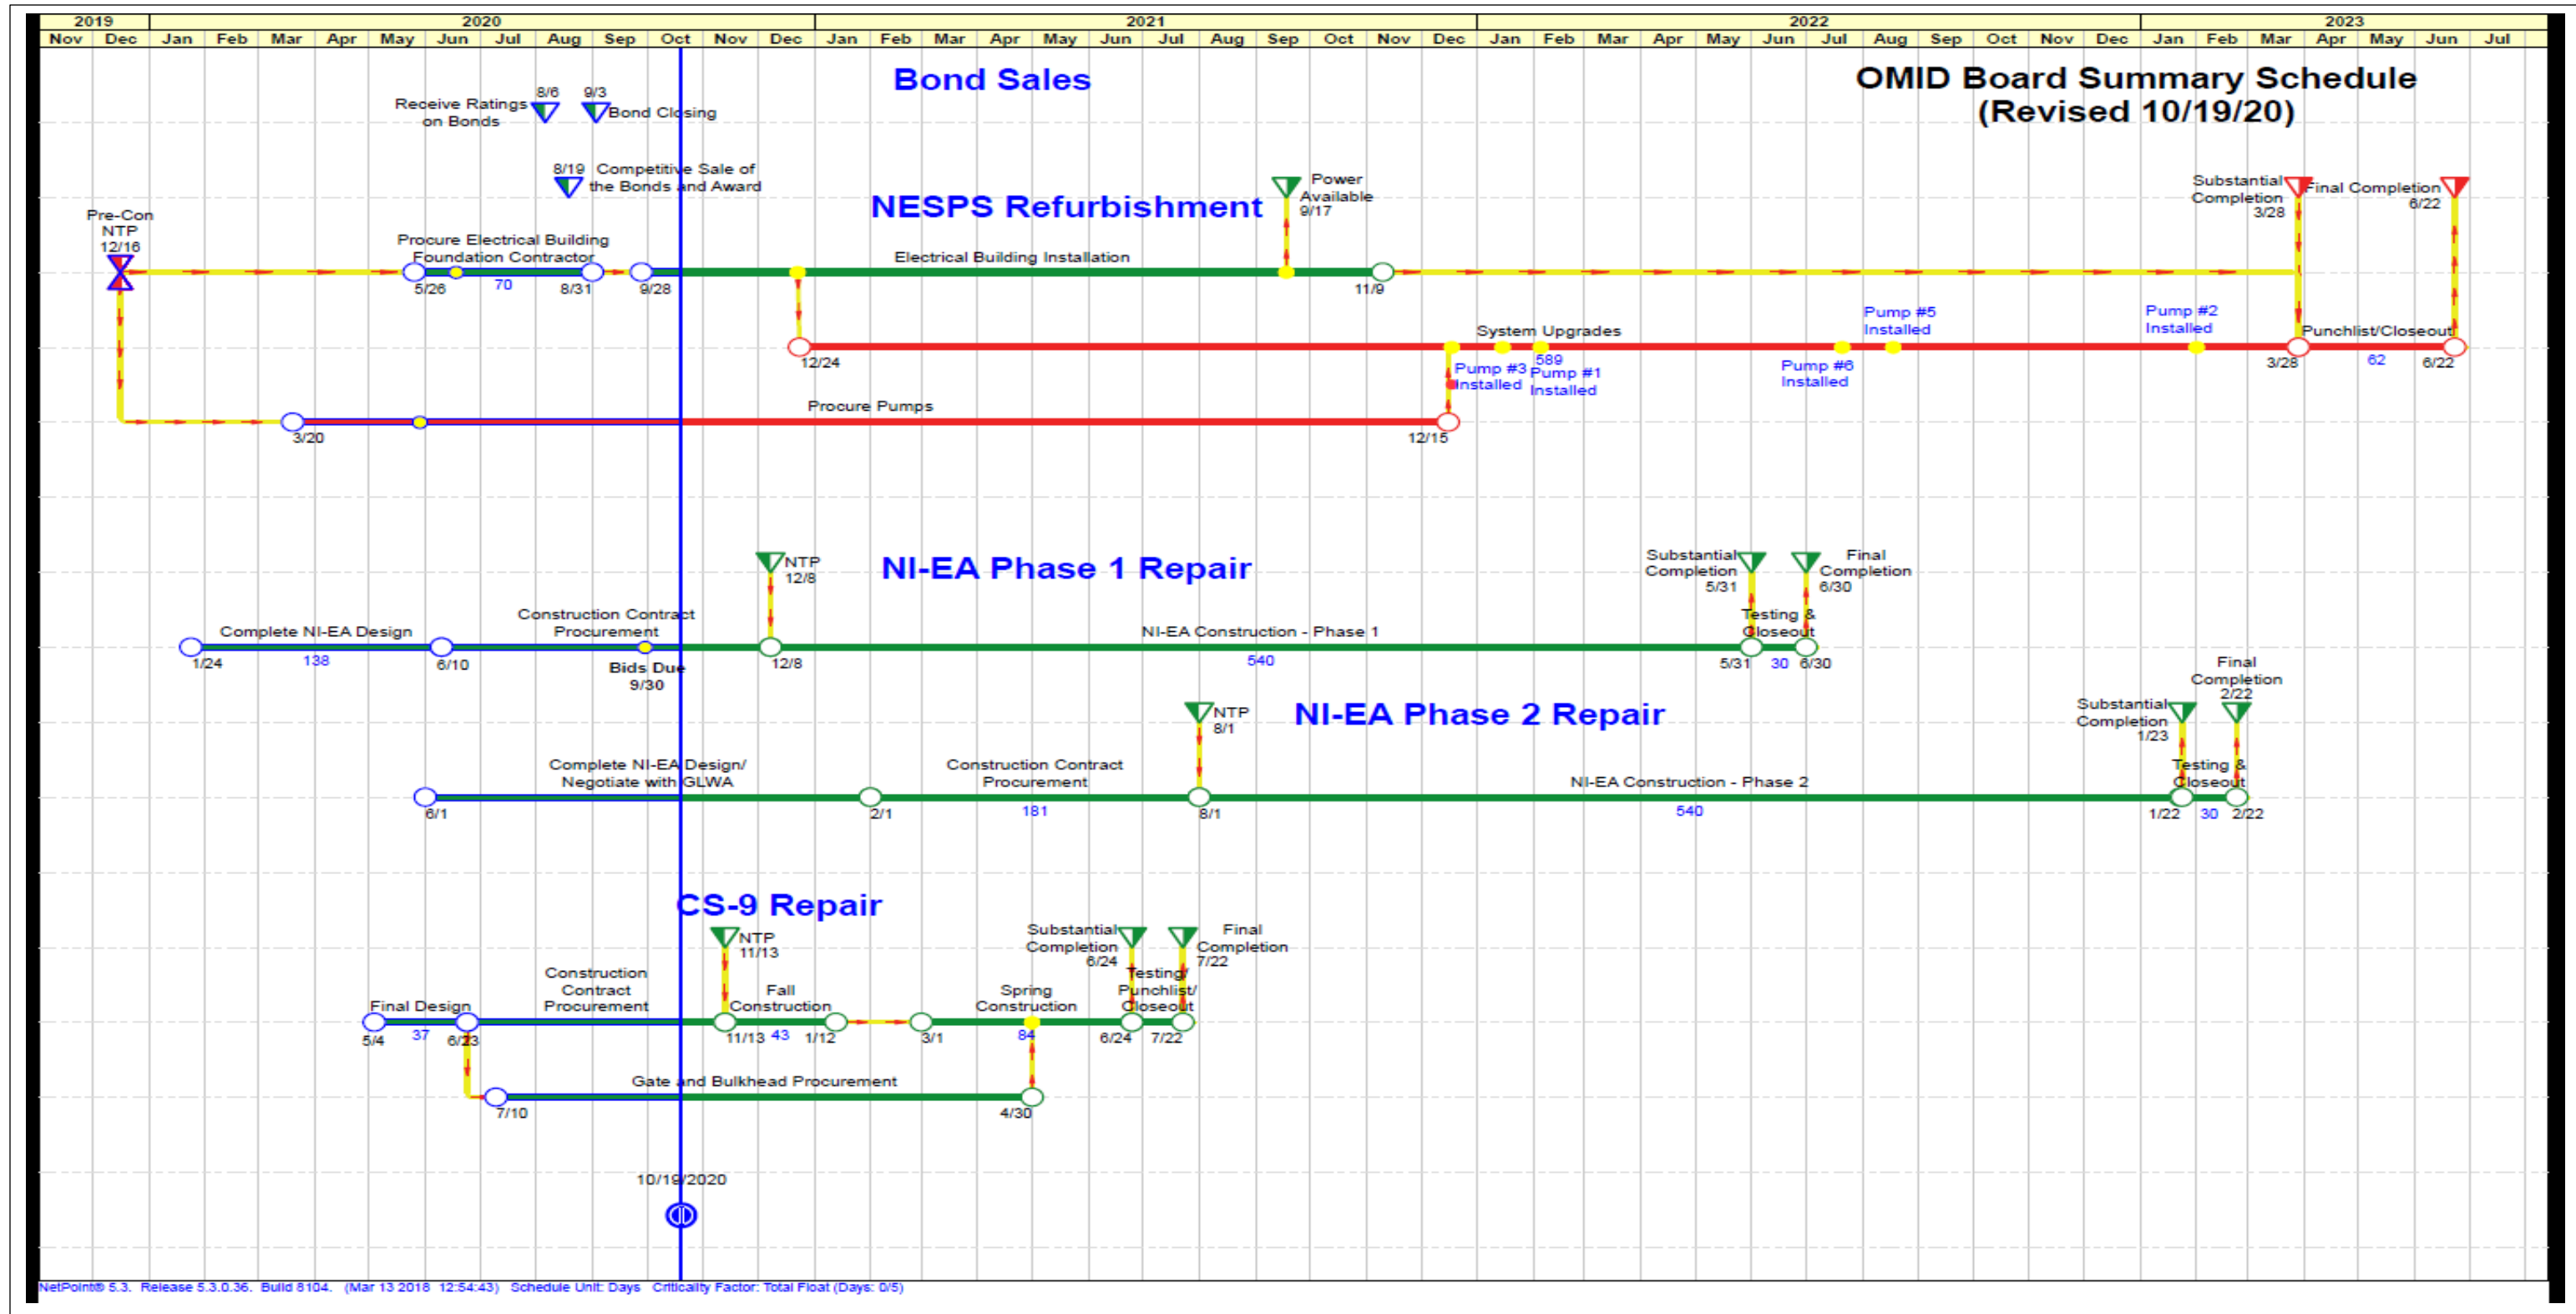 2019 2020 2021 2022 2023
Nov Dec Jan Feb Mar Apr May Jun Jul Aug Sep Oct Nov Dec Jan Feb Mar Apr May Jun Jul Aug Sep Oct Nov Dec Jan Feb Mar Apr May Jun Jul Aug Sep Oct Nov Dec Jan Feb Mar Apr May Jun Jul
OMID Board Summary Schedule
(Revised 10/19/20)
Bond Sales
8/6
Receive Ratings
on Bonds
9/3
Bond Closing
8/19 Competitive Sale of
the Bonds and Award
NESPS Refurbishment
Pre-Con
NTP
12/16
Procure Electrical Building
Foundation Contractor
5/26
70
8/31
9/28
Electrical Building Installation
Power
Available
9/17
11/9
Substantial
Completion
3/28
Final Completion
6/22
12/24
System Upgrades
589
Pump #3
Installed
Pump #1
Installed
Pump #6
Installed
Pump #5
Installed
Pump #2
Installed
3/28
Punchlist/Closeout
62
6/22
3/20
Procure Pumps
12/15
NI-EA Phase 1 Repair
NTP
12/8
Substantial
Completion
5/31
Final
Completion
6/30
Complete NI-EA Design
1/24
138
6/10
Construction Contract
Procurement
Bids Due
9/30
12/8
NI-EA Construction - Phase 1
540
Testing &
Closeout
5/31
30
6/30
NI-EA Phase 2 Repair
NTP
8/1
Substantial
Completion
1/23
Final
Completion
2/22
Complete NI-EA Design/
Negotiate with GLWA
6/1
2/1
Construction Contract
Procurement
181
8/1
NI-EA Construction - Phase 2
540
Testing &
Closeout
1/22
30
2/22
CS-9 Repair
NTP
11/13
Substantial
Completion
6/24
Final
Completion
7/22
Final Design
5/4
37
6/23
Construction
Contract
Procurement
Fall
Construction
11/13
43
1/12
Spring
Construction
3/1
84
Testing/
Punchlist/
Closeout
6/24
7/22
Gate and Bulkhead Procurement
7/10
4/30
10/19/2020
NetPoint® 5.3. Release 5.3.0.36. Build 8104. (Mar 13 2018 12:54:43) Schedule Unit: Days Criticality Factor: Total Float (Days: 0/5)